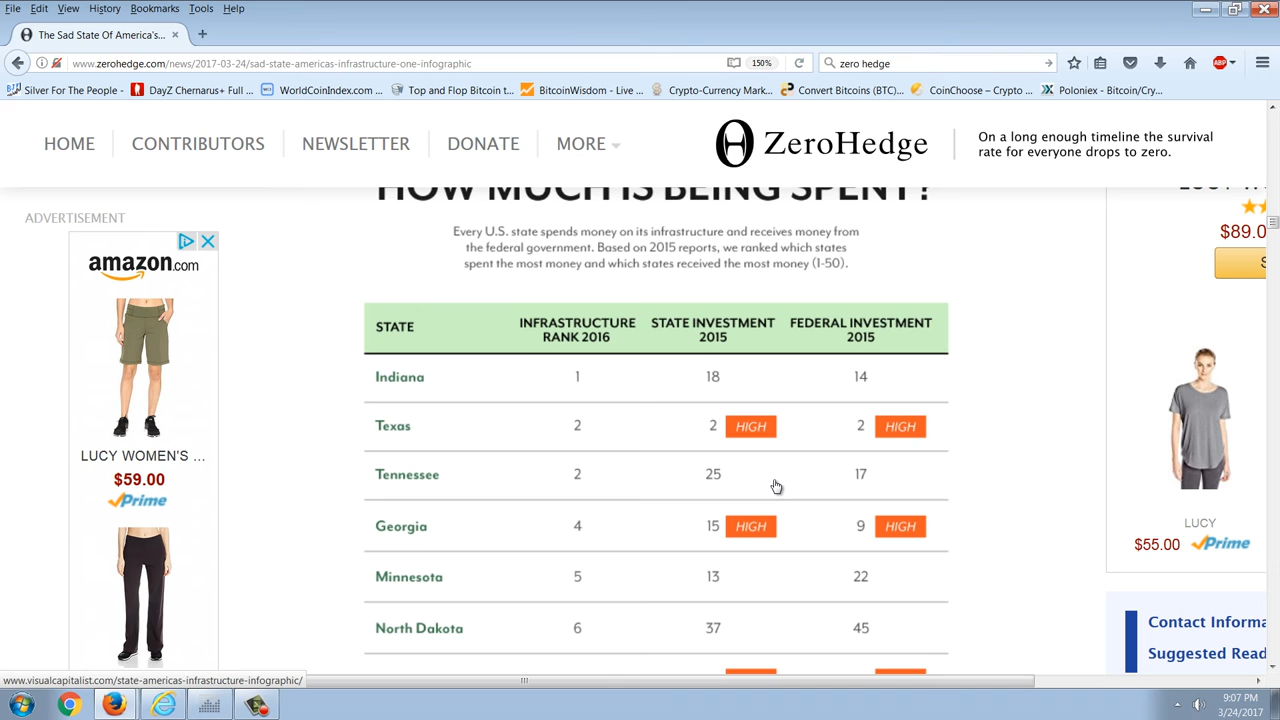 File Edit View History Bookmarks Tools Help
The Sad State Of America's...
www.zerohedge.com/news/2017-03-24/sad-state-americas-infrastructure-one-infographic
150%
zero hedge
ABP
Silver For The People - ...
DayZ Chernarus+ Full ...
WorldCoinIndex.com ...
Top and Flop Bitcoin t...
BitcoinWisdom - Live ...
Crypto-Currency Mark...
Convert Bitcoins (BTC)...
CoinChoose – Crypto ...
Poloniex - Bitcoin/Cry...
HOME CONTRIBUTORS NEWSLETTER DONATE MORE
ZeroHedge
On a long enough timeline the survival
rate for everyone drops to zero.
HOW MUCH IS BEING SPENT?
Every U.S. state spends money on its infrastructure and receives money from
the federal government. Based on 2015 reports, we ranked which states
spent the most money and which states received the most money (1-50).
STATE INFRASTRUCTURE RANK 2016 STATE INVESTMENT 2015 FEDERAL INVESTMENT 2015
Indiana 1 18 14
Texas 2 2 HIGH 2 HIGH
Tennessee 2 25 17
Georgia 4 15 HIGH 9 HIGH
Minnesota 5 13 22
North Dakota 6 37 45
ADVERTISEMENT
amazon.com
LUCY WOMEN'S ...
$59.00
Prime
$89.0
LUCY
$55.00 Prime
Contact Informa
Suggested Read
www.visualcapitalist.com/state-americas-infrastructure-infographic/
9:07 PM
3/24/2017